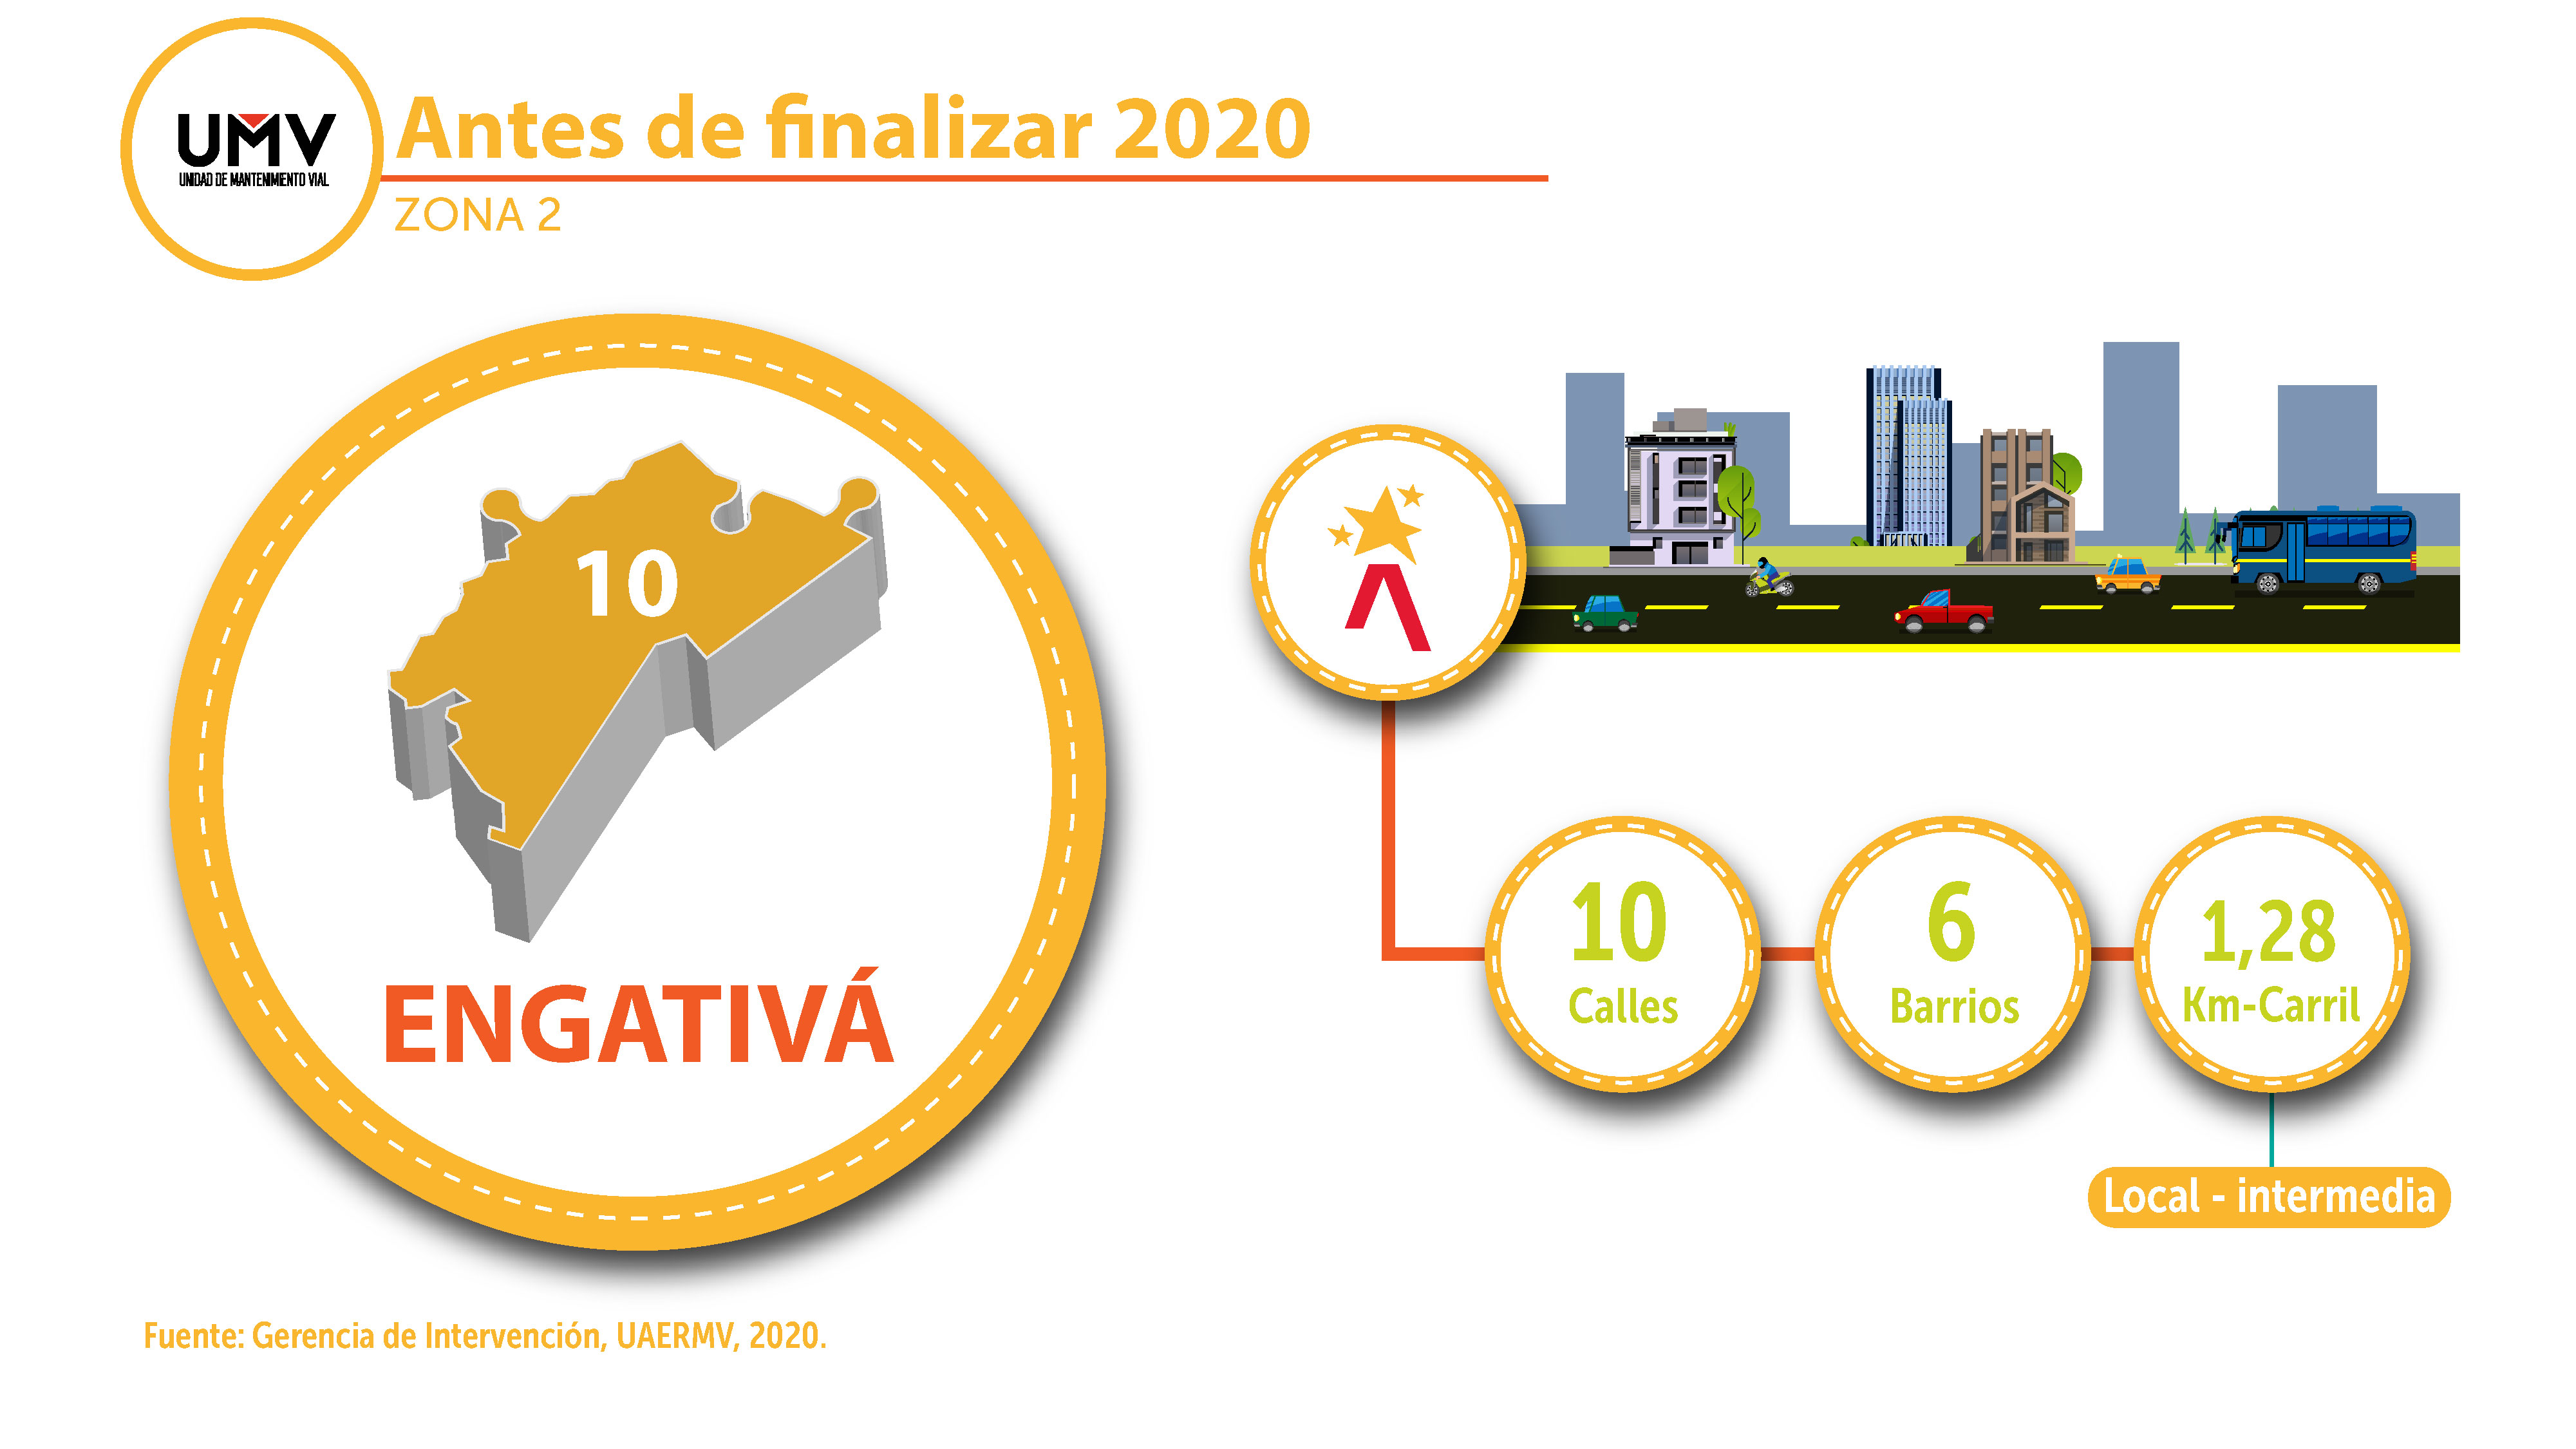 UMV
UNIDAD DE MANTENIMIENTO VIAL
Antes de finalizar 2020
ZONA 2
10
ENGATIVÁ
10
Calles
6
Barrios
1,28
Km-Carril
Local - intermedia
Fuente: Gerencia de Intervención, UAERMV, 2020.